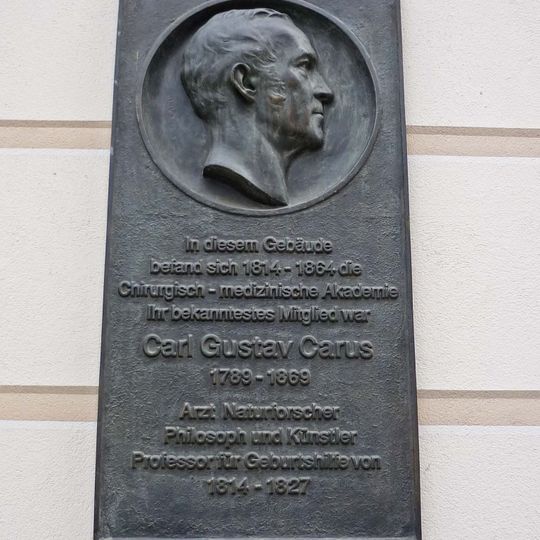 In diesem Gebäude
befand sich 1814 - 1864 die
Chirurgisch - medizinische Akademie
Ihr bekanntestes Mitglied war
Carl Gustav Carus
1789 - 1869
Arzt Naturforscher
Philosoph und Künstler
Professor für Geburtshilfe von
1814 - 1827